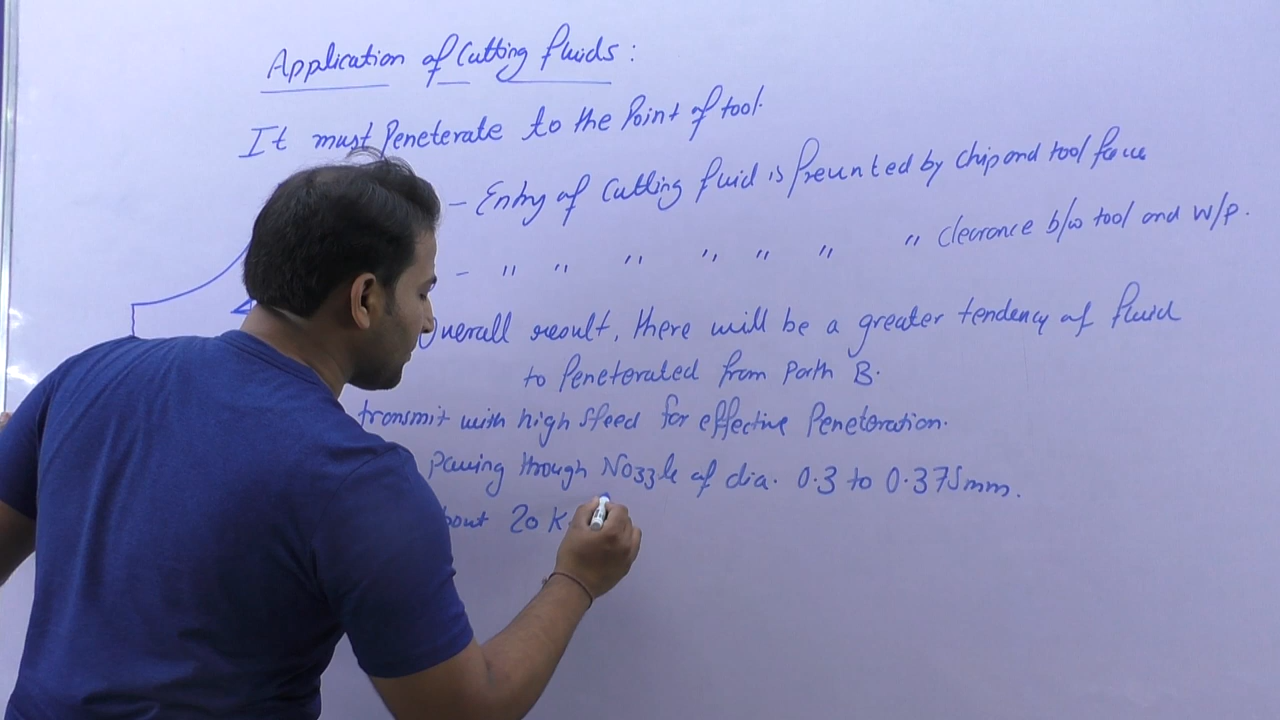 Application of Cutting fluids :
It must Peneterate to the Point of tool.
- Entry of Cutting fluid is Prevented by Chip and tool force
- " " " " " " " clearance b/w tool and w/p.
Overall result, there will be a greater tendency of fluid
to Peneterated from Path B.
transmit with high Speed for effective Peneteration.
Passing through Nozzle of dia. 0.3 to 0.375mm.
bout 20 K